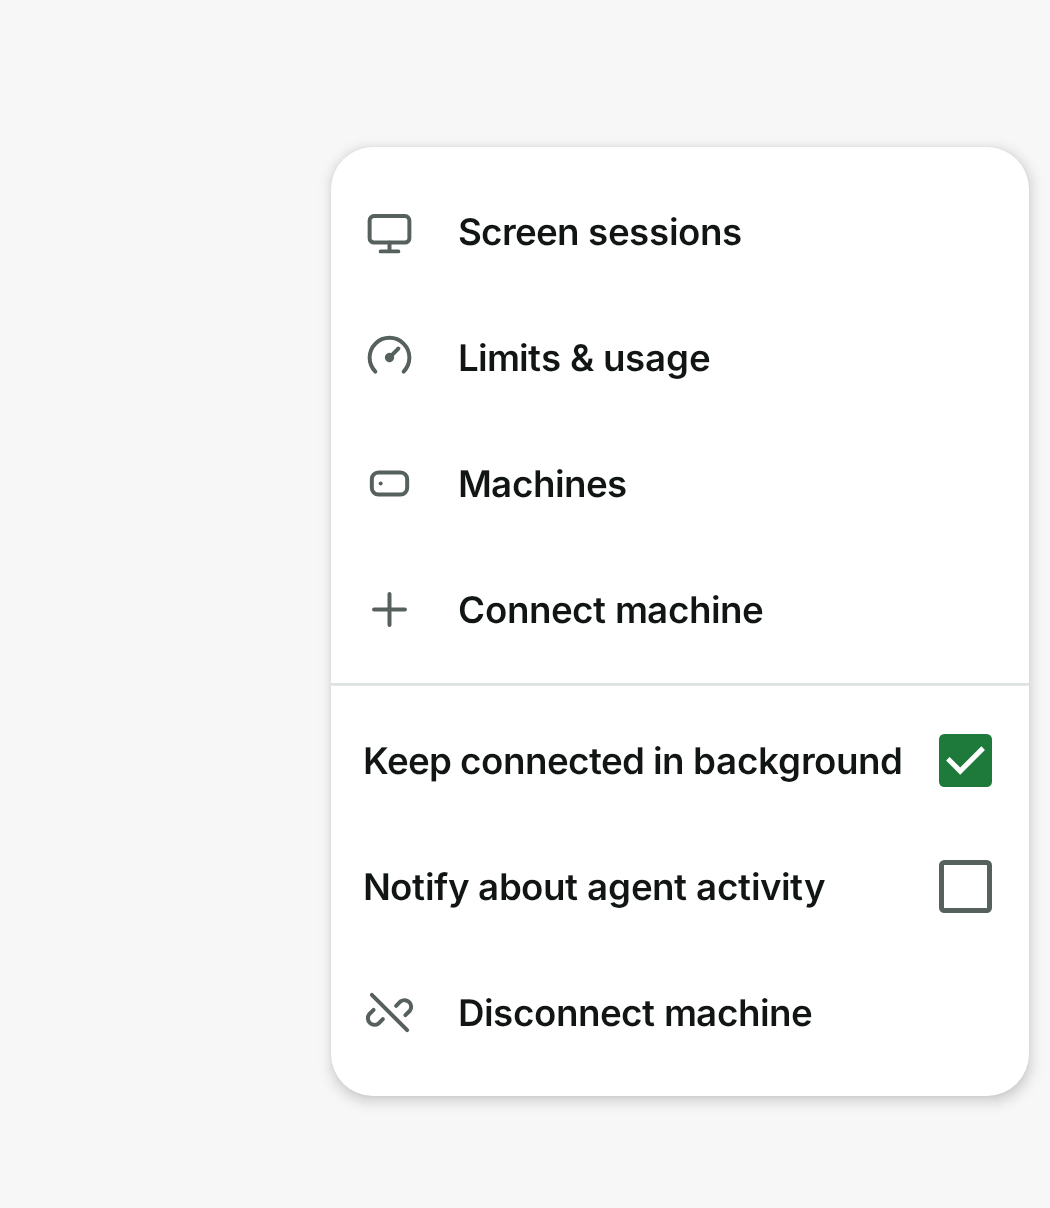 Screen sessions
Limits & usage
Machines
Connect machine
Keep connected in background
Notify about agent activity
Disconnect machine